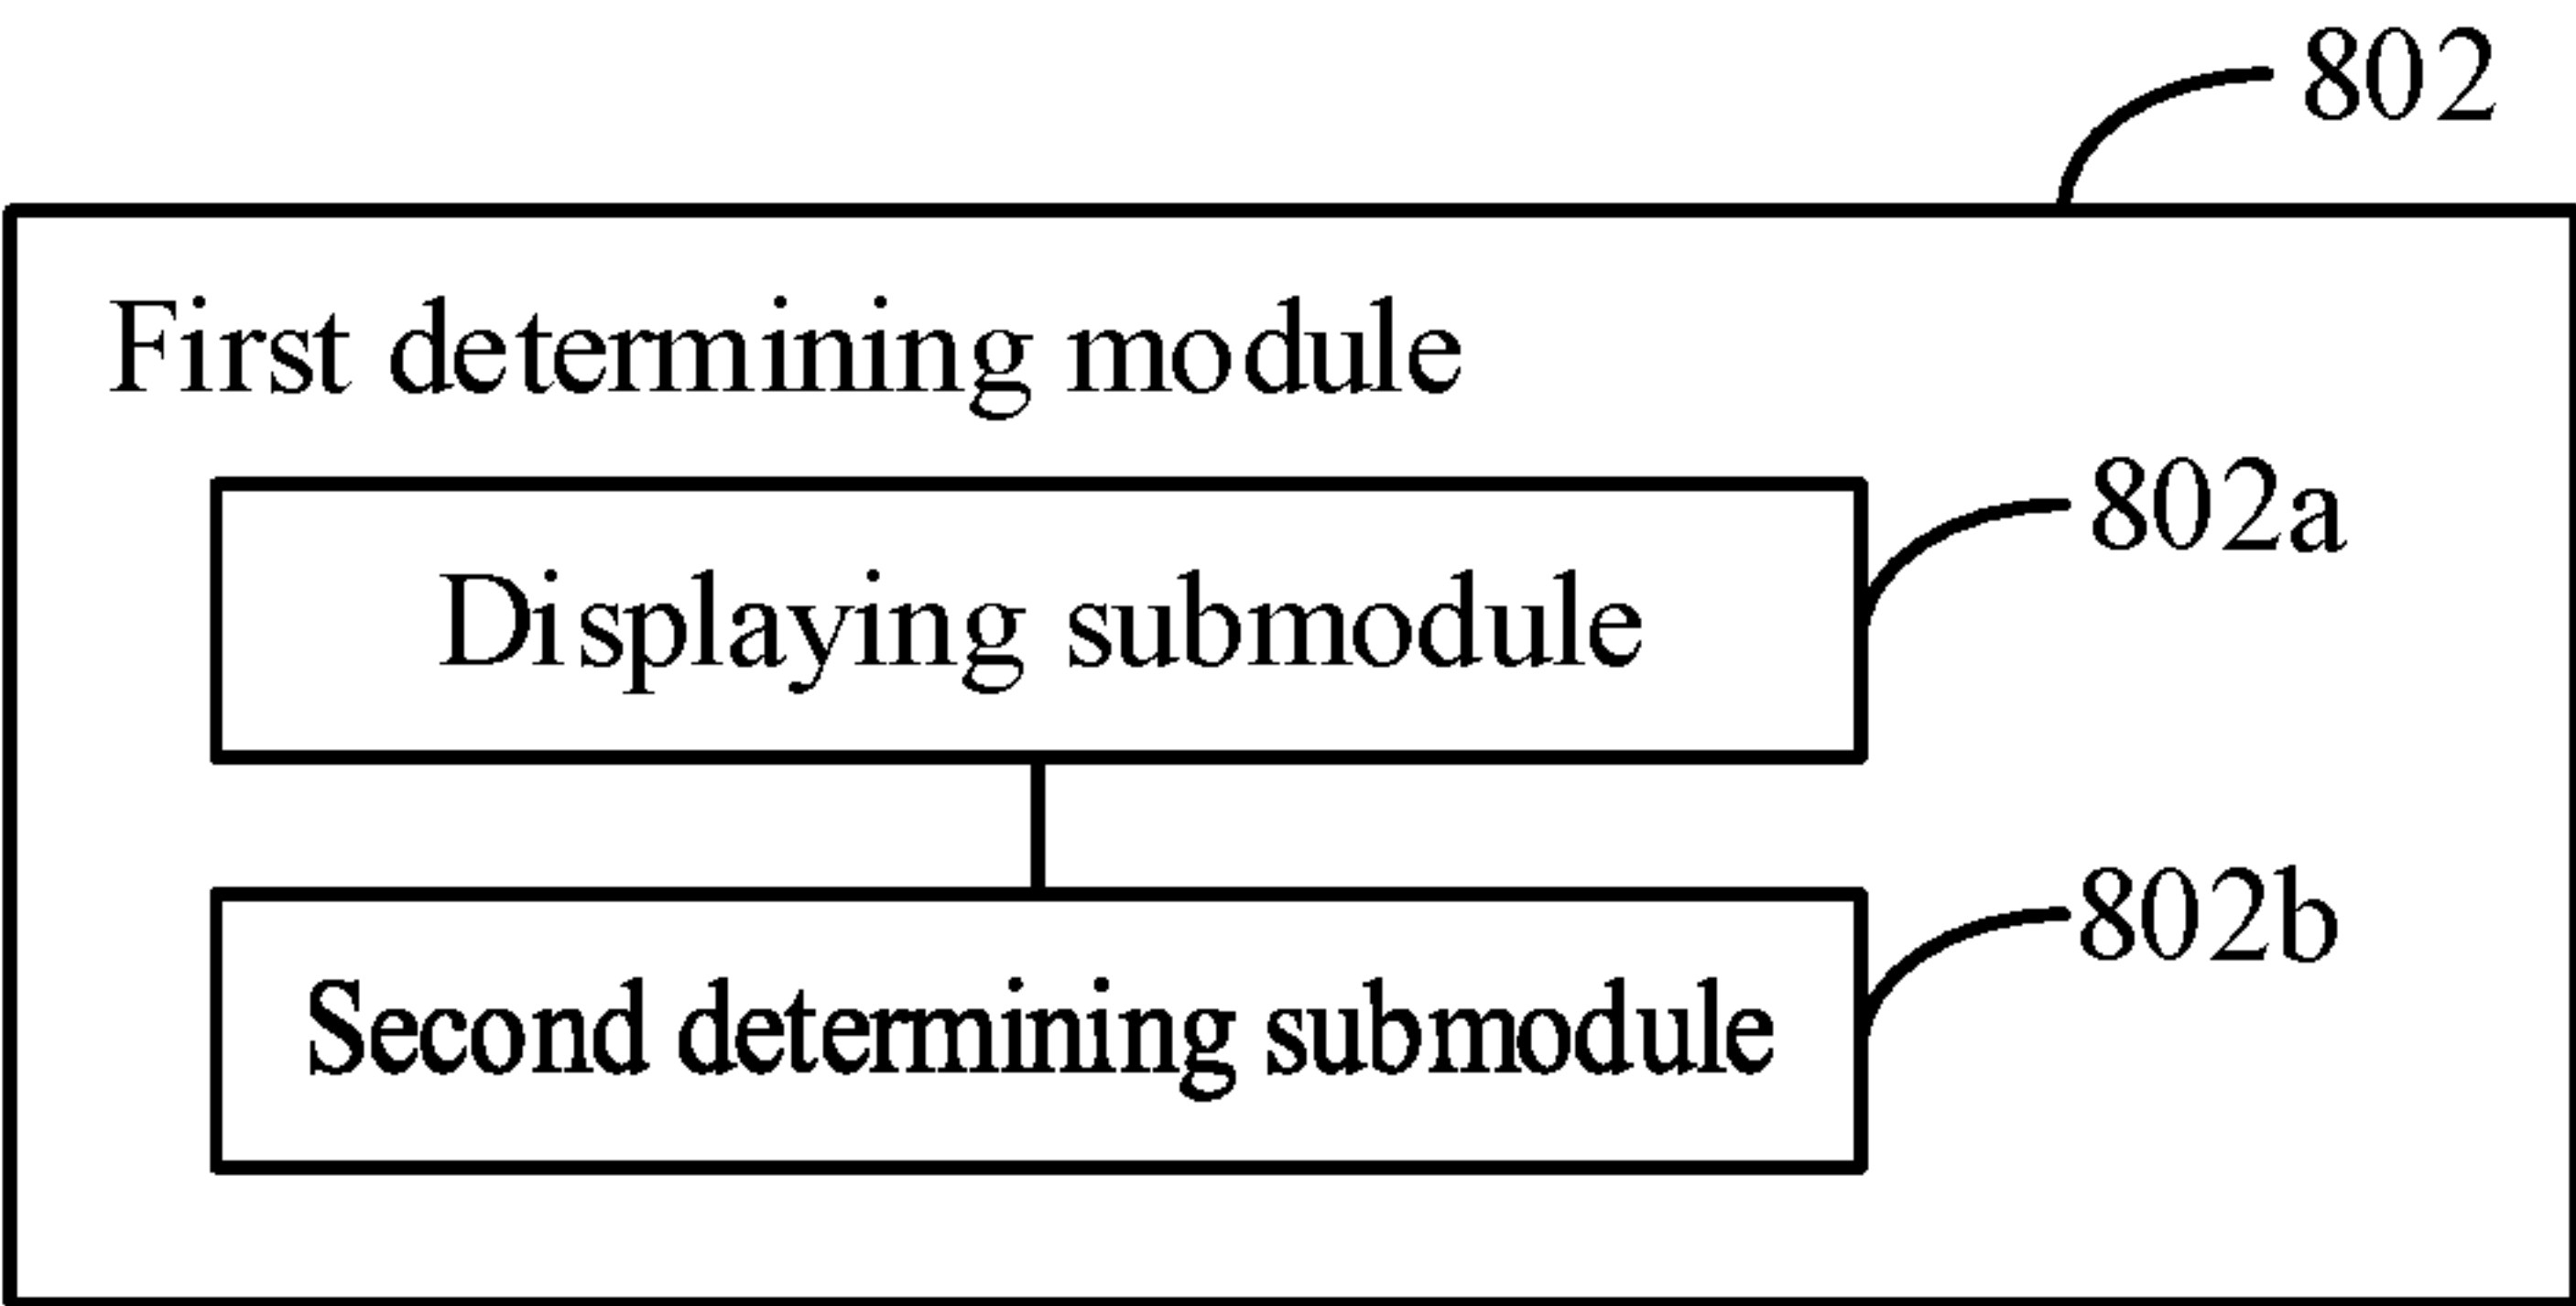 802
First determining module
802a
Displaying submodule
802b
Second determining submodule